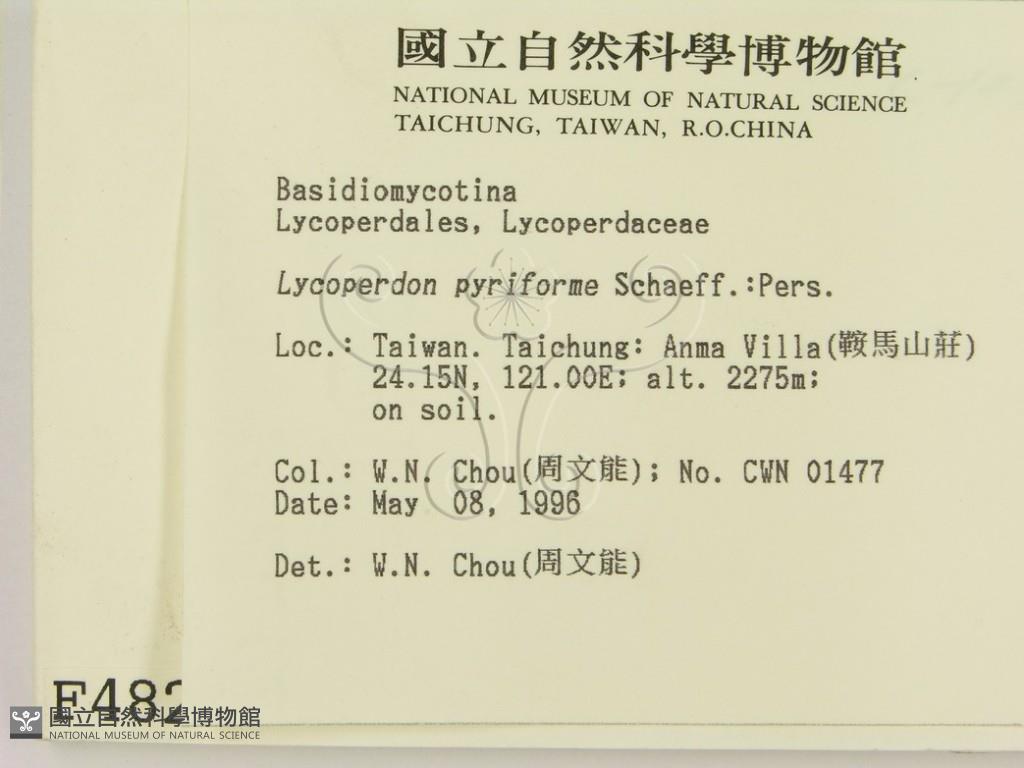 國立自然科學博物館
NATIONAL MUSEUM OF NATURAL SCIENCE
TAICHUNG, TAIWAN, R.O.CHINA
Basidiomycotina
Lycoperdales, Lycoperdaceae
Lycoperdon pyriforme Schaeff.:Pers.
Loc.: Taiwan. Taichung: Anma Villa(鞍馬山莊)
24.15N, 121.00E; alt. 2275m;
on soil.
Col.: W.N. Chou(周文能); No. CWN 01477
Date: May 08, 1996
Det.: W.N. Chou(周文能)
國立自然科學博物館
NATIONAL MUSEUM OF NATURAL SCIENCE